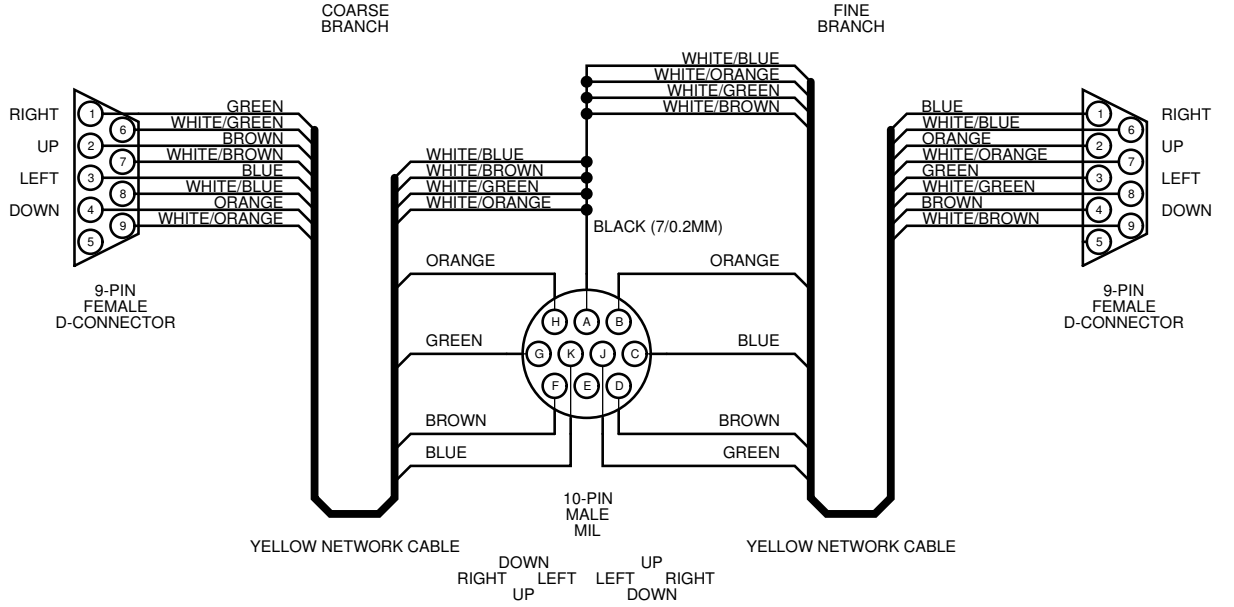 COARSE
BRANCH
FINE
BRANCH
WHITE/BLUE
WHITE/ORANGE
WHITE/GREEN
WHITE/BROWN
RIGHT
UP
LEFT
DOWN
1
2
3
4
5
6
7
8
9
GREEN
WHITE/GREEN
BROWN
WHITE/BROWN
BLUE
WHITE/BLUE
ORANGE
WHITE/ORANGE
9-PIN
FEMALE
D-CONNECTOR
WHITE/BLUE
WHITE/BROWN
WHITE/GREEN
WHITE/ORANGE
BLACK (7/0.2MM)
BLUE
WHITE/BLUE
ORANGE
WHITE/ORANGE
GREEN
WHITE/GREEN
BROWN
WHITE/BROWN
1
2
3
4
5
6
7
8
9
RIGHT
UP
LEFT
DOWN
9-PIN
FEMALE
D-CONNECTOR
ORANGE
GREEN
BROWN
BLUE
H A B
G K J C
F E D
ORANGE
BLUE
BROWN
GREEN
10-PIN
MALE
MIL
YELLOW NETWORK CABLE
YELLOW NETWORK CABLE
DOWN
RIGHT LEFT
UP
UP
LEFT RIGHT
DOWN